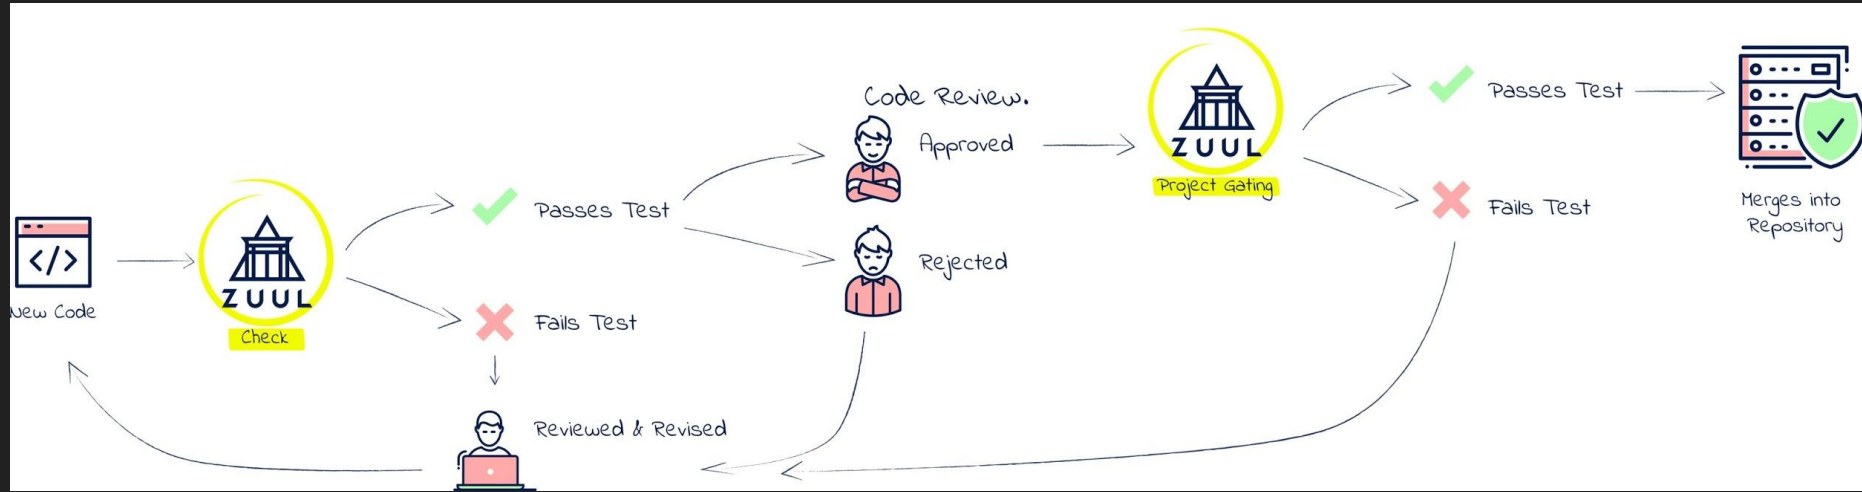 New Code
ZUUL
Check
Passes Test
Fails Test
Reviewed & Revised
Code Review.
Approved
Rejected
ZUUL
Project Gating
Passes Test
Fails Test
Merges into
Repository